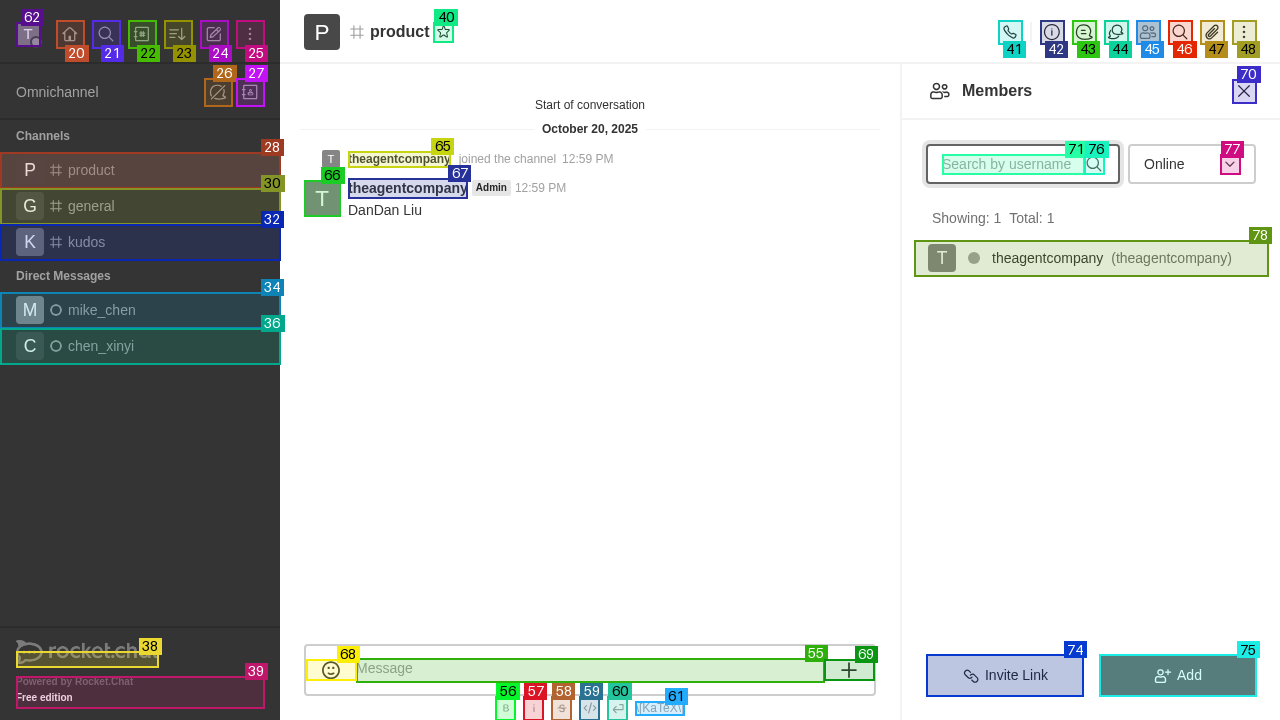 62
T
20
21
22
23
24
25
P
# product
40
41
42
43
44
45
46
47
48
Omnichannel
26
27
Members
70
Start of conversation
October 20, 2025
Channels
28
P # product
T theagentcompany joined the channel 12:59 PM
65
Search by username
71
76
Online
77
30
G # general
66
T
theagentcompany Admin 12:59 PM
67
DanDan Liu
32
K # kudos
Showing: 1 Total: 1
78
T theagentcompany (theagentcompany)
Direct Messages
34
M mike_chen
36
C chen_xinyi
38
rocket.chat
39
Powered by Rocket.Chat
Free edition
68
Message
55
69
56
57
58
59
60
61
B
i
S
</>
\KaTeX\
74
Invite Link
75
Add